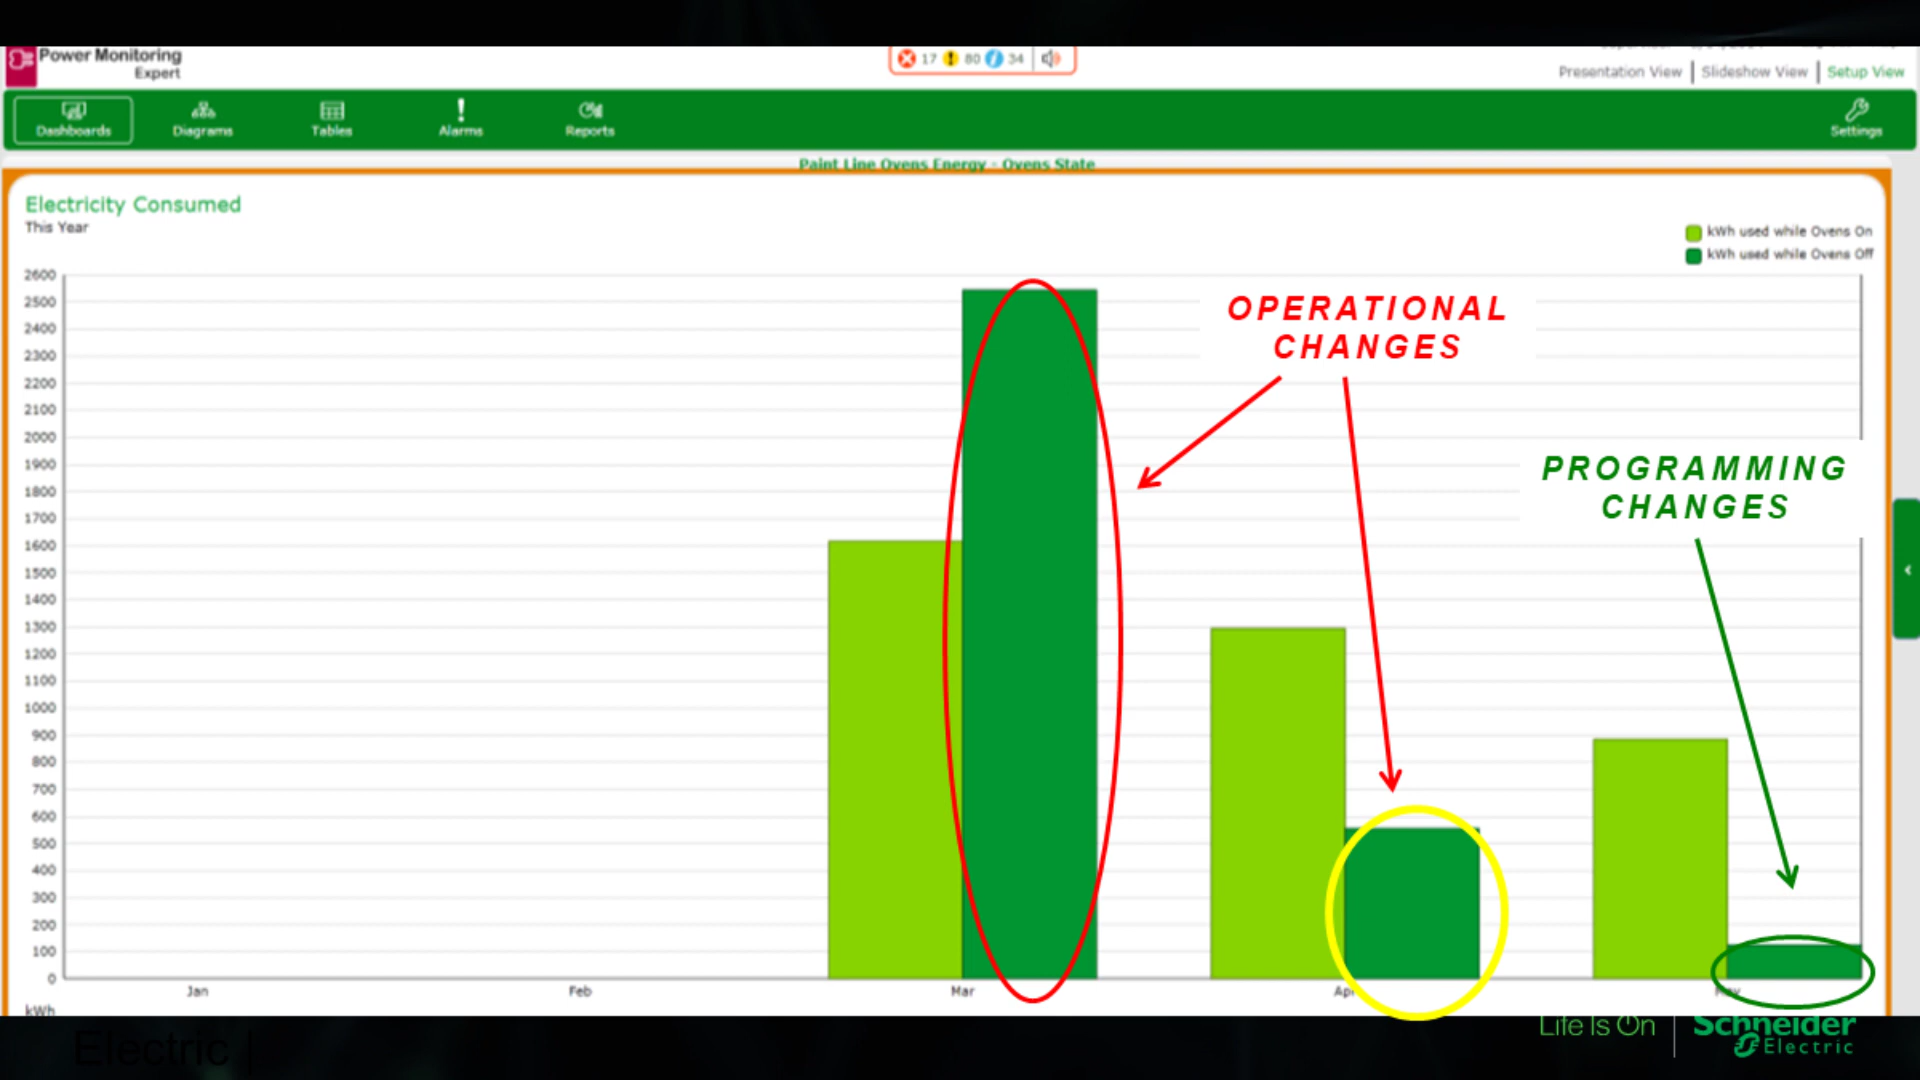 Power Monitoring
Expert
17 80 34
Presentation View | Slideshow View | Setup View
Dashboards
Diagrams
Tables
Alarms
Reports
Settings
Paint Line Ovens Energy - Ovens State
Electricity Consumed
This Year
kWh used while Ovens On
kWh used while Ovens Off
2600
2500
2400
2300
2200
2100
2000
1900
1800
1700
1600
1500
1400
1300
1200
1100
1000
900
800
700
600
500
400
300
200
100
0
OPERATIONAL
CHANGES
PROGRAMMING
CHANGES
Jan Feb Mar Apr May
kWh
Electric |
Life Is On | Schneider
Electric